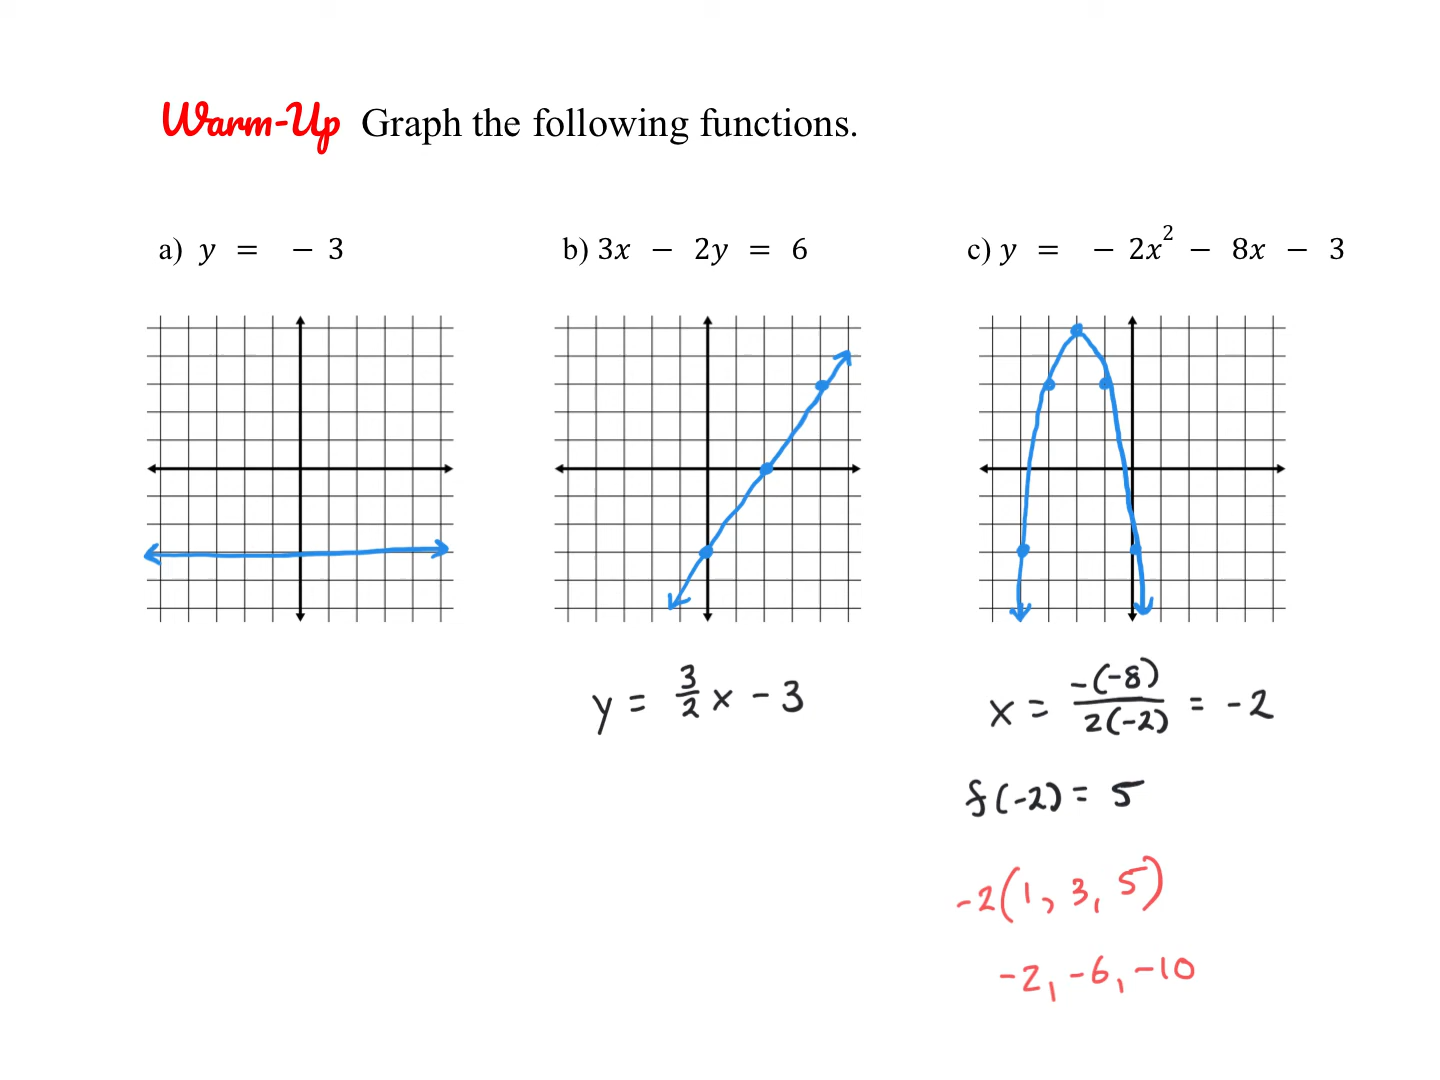 Warm-Up Graph the following functions.
a) y = - 3
b) 3x - 2y = 6
c) y = - 2x² - 8x - 3
y = 3/2 x - 3
x = -(-8)/2(-2) = -2
f(-2) = 5
-2(1, 3, 5)
-2, -6, -10